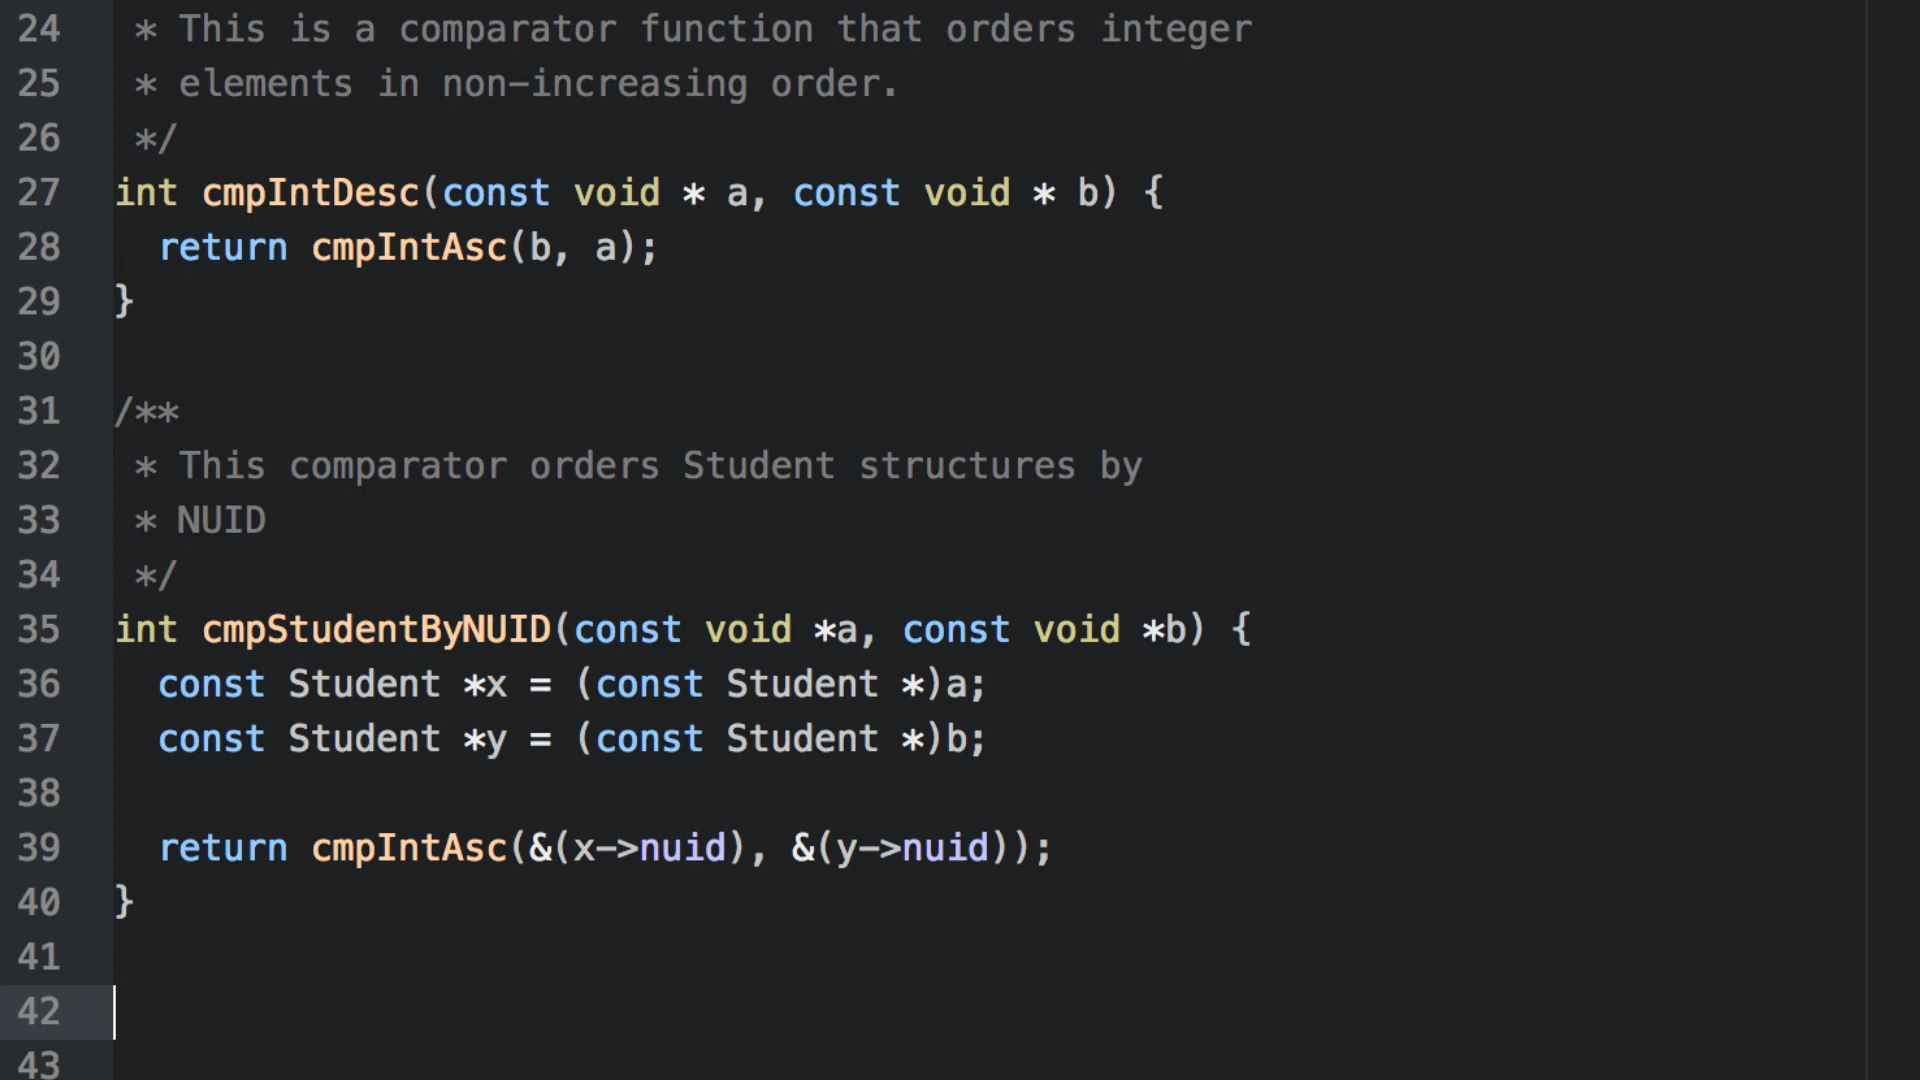 24  * This is a comparator function that orders integer
25  * elements in non-increasing order.
26  */
27 int cmpIntDesc(const void * a, const void * b) {
28   return cmpIntAsc(b, a);
29 }
30
31 /**
32  * This comparator orders Student structures by
33  * NUID
34  */
35 int cmpStudentByNUID(const void *a, const void *b) {
36   const Student *x = (const Student *)a;
37   const Student *y = (const Student *)b;
38
39   return cmpIntAsc(&(x->nuid), &(y->nuid));
40 }
41
42
43